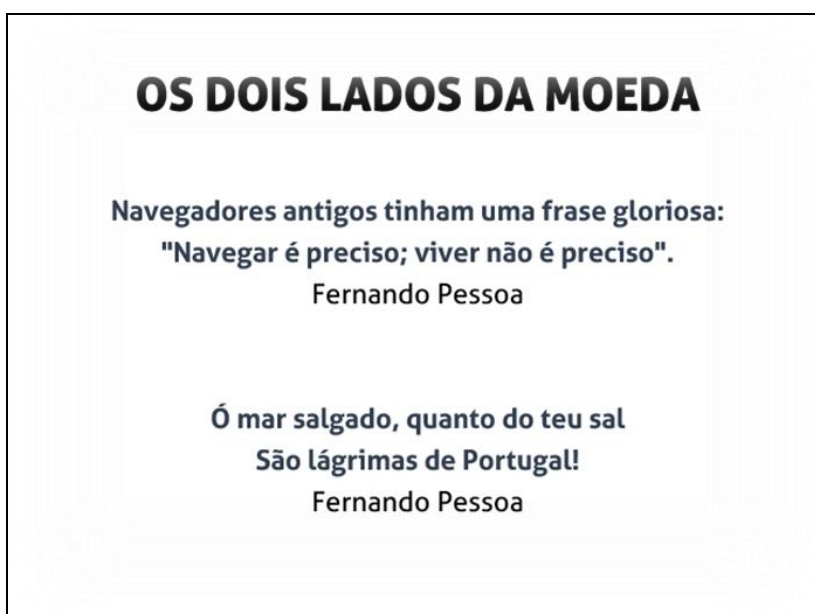 OS DOIS LADOS DA MOEDA
Navegadores antigos tinham uma frase gloriosa:
"Navegar é preciso; viver não é preciso".
Fernando Pessoa
Ó mar salgado, quanto do teu sal
São lágrimas de Portugal!
Fernando Pessoa